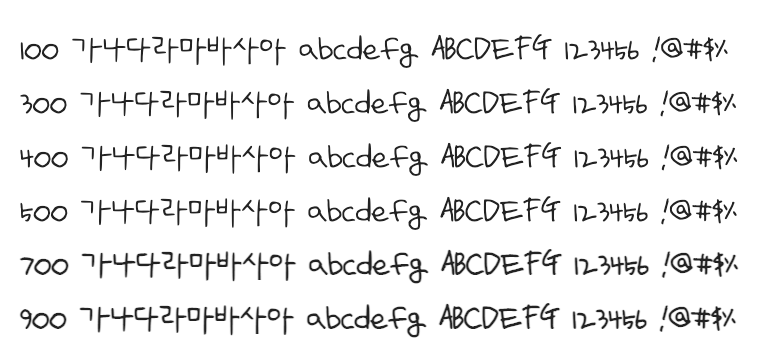 100 가나다라마바사아 abcdefg ABCDEFG 123456 !@#$%
300 가나다라마바사아 abcdefg ABCDEFG 123456 !@#$%
400 가나다라마바사아 abcdefg ABCDEFG 123456 !@#$%
500 가나다라마바사아 abcdefg ABCDEFG 123456 !@#$%
700 가나다라마바사아 abcdefg ABCDEFG 123456 !@#$%
900 가나다라마바사아 abcdefg ABCDEFG 123456 !@#$%